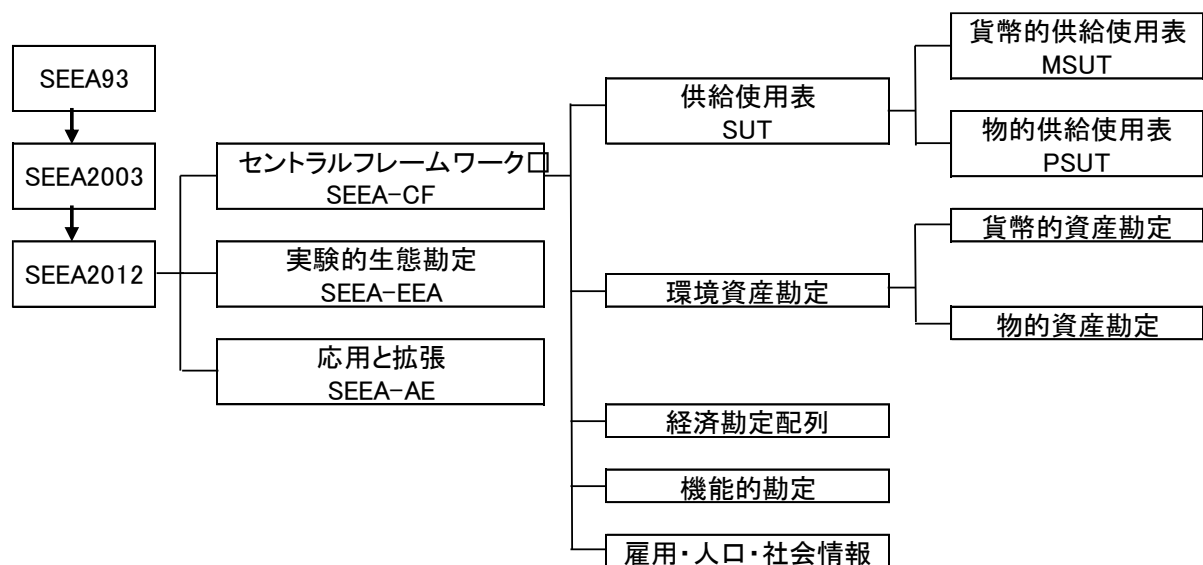 SEEA93
SEEA2003
SEEA2012
セントラルフレームワーク□
SEEA-CF
実験的生態勘定
SEEA-EEA
応用と拡張
SEEA-AE
供給使用表
SUT
環境資産勘定
経済勘定配列
機能的勘定
雇用・人口・社会情報
貨幣的供給使用表
MSUT
物的供給使用表
PSUT
貨幣的資産勘定
物的資産勘定